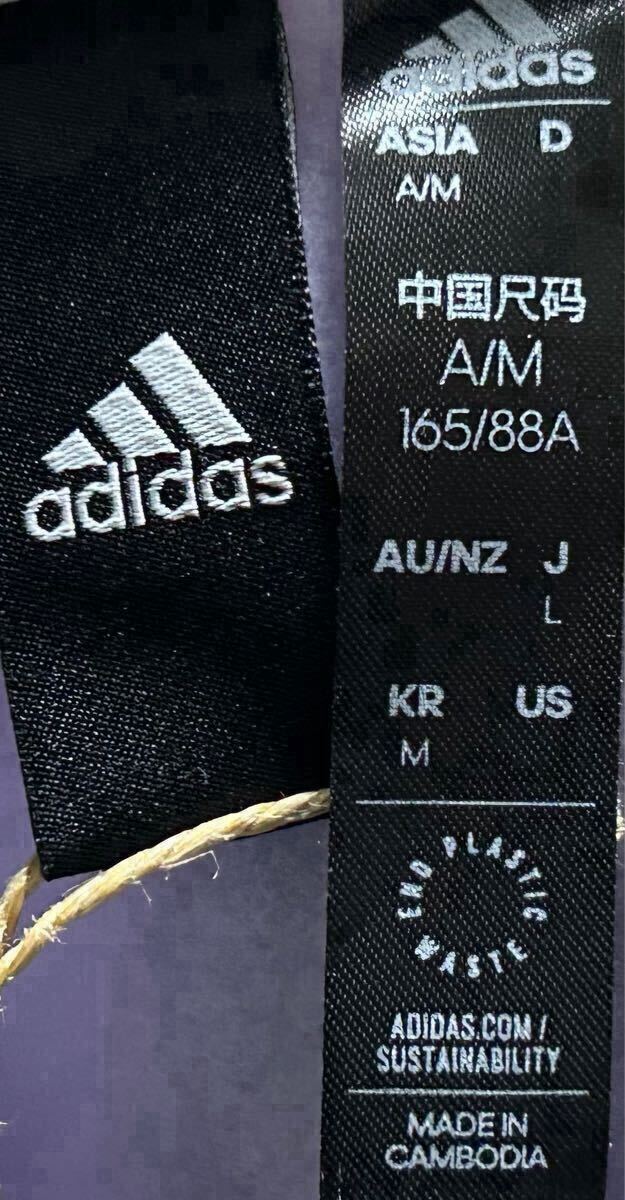 adidas
adidas
ASIA D
A/M
中国尺码
A/M
165/88A
AU/NZ J
L
KR US
M
END PLASTIC WASTE
ADIDAS.COM/
SUSTAINABILITY
MADE IN
CAMBODIA